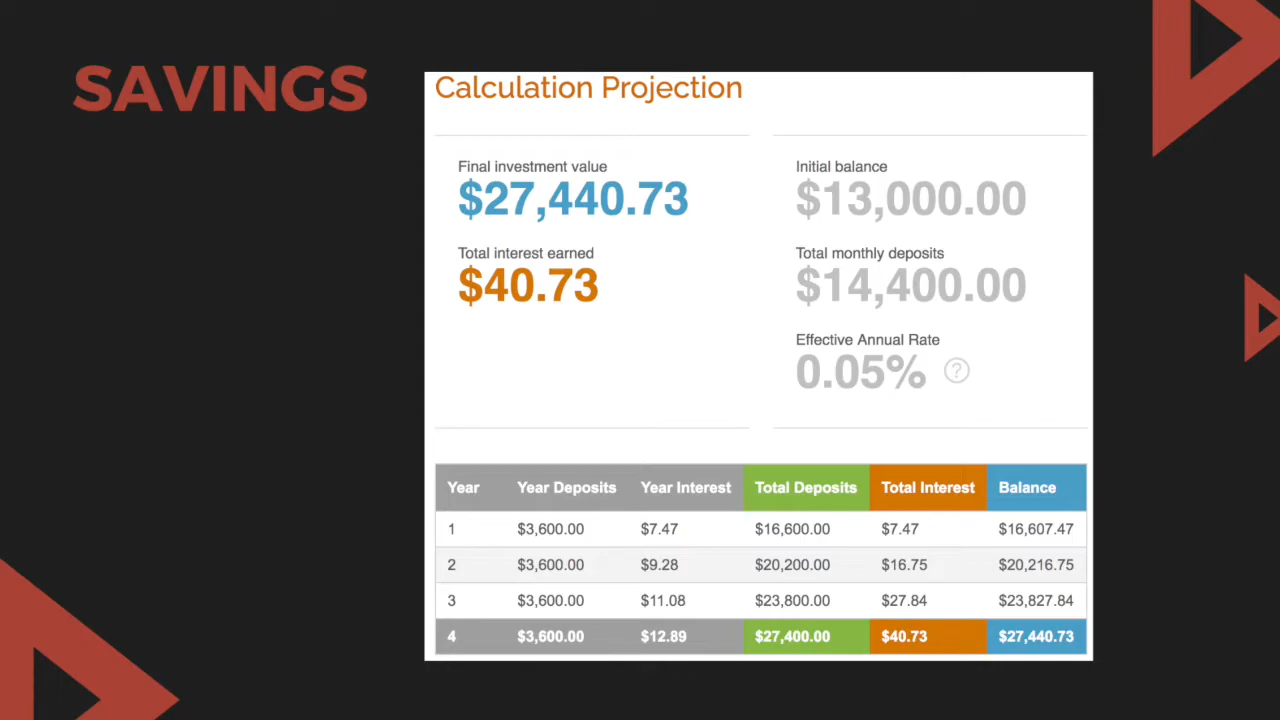 SAVINGS
Calculation Projection
Final investment value
$27,440.73
Total interest earned
$40.73
Initial balance
$13,000.00
Total monthly deposits
$14,400.00
Effective Annual Rate
0.05% ?
Year Year Deposits Year Interest Total Deposits Total Interest Balance
1 $3,600.00 $7.47 $16,600.00 $7.47 $16,607.47
2 $3,600.00 $9.28 $20,200.00 $16.75 $20,216.75
3 $3,600.00 $11.08 $23,800.00 $27.84 $23,827.84
4 $3,600.00 $12.89 $27,400.00 $40.73 $27,440.73